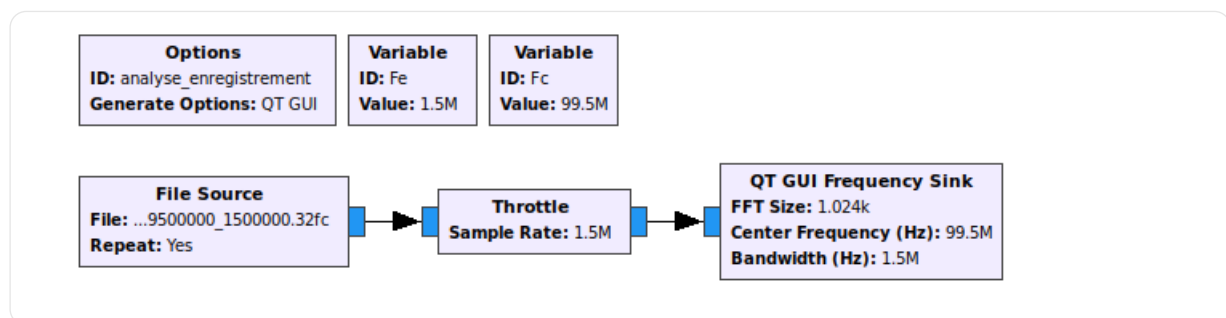 Options
ID: analyse_enregistrement
Generate Options: QT GUI
Variable
ID: Fe
Value: 1.5M
Variable
ID: Fc
Value: 99.5M
File Source
File: ...9500000_1500000.32fc
Repeat: Yes
Throttle
Sample Rate: 1.5M
QT GUI Frequency Sink
FFT Size: 1.024k
Center Frequency (Hz): 99.5M
Bandwidth (Hz): 1.5M